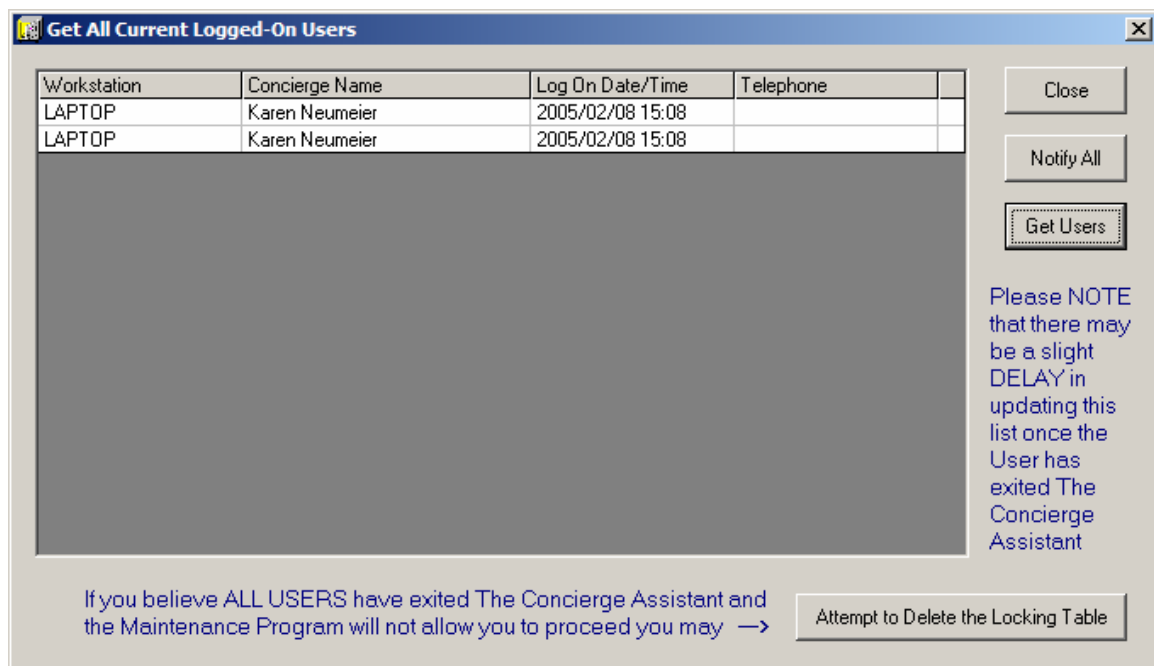 Get All Current Logged-On Users
Workstation Concierge Name Log On Date/Time Telephone
LAPTOP Karen Neumeier 2005/02/08 15:08
LAPTOP Karen Neumeier 2005/02/08 15:08
Close
Notify All
Get Users
Please NOTE
that there may
be a slight
DELAY in
updating this
list once the
User has
exited The
Concierge
Assistant
If you believe ALL USERS have exited The Concierge Assistant and
the Maintenance Program will not allow you to proceed you may —>
Attempt to Delete the Locking Table